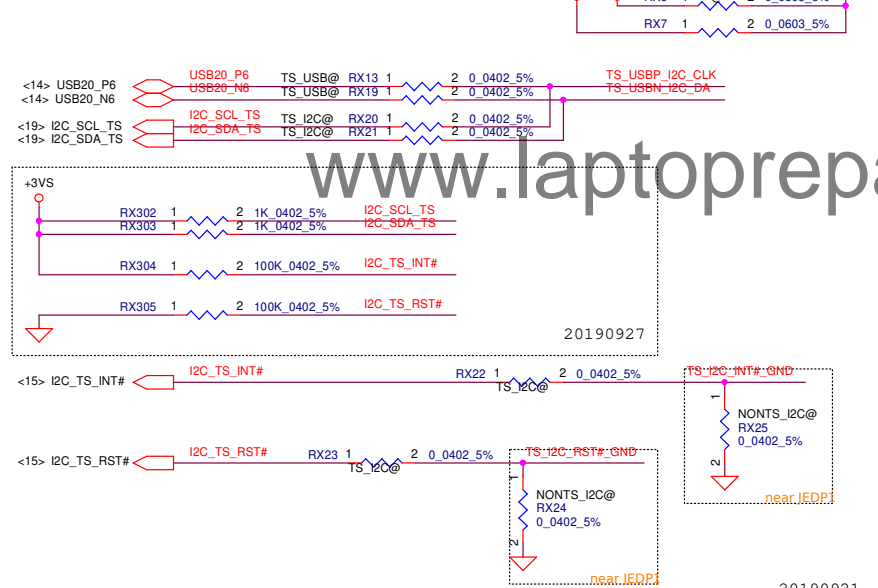 RX7 1 2 0_0603_5%
<14> USB20_P6 USB20_P6 TS_USB@ RX13 1 2 0_0402_5% TS_USBP_I2C_CLK
<14> USB20_N6 USB20_N6 TS_USB@ RX19 1 2 0_0402_5% TS_USBN_I2C_DA
<19> I2C_SCL_TS I2C_SCL_TS TS_I2C@ RX20 1 2 0_0402_5%
<19> I2C_SDA_TS I2C_SDA_TS TS_I2C@ RX21 1 2 0_0402_5%
www.laptoprepa
+3VS
RX302 1 2 1K_0402_5% I2C_SCL_TS
RX303 1 2 1K_0402_5% I2C_SDA_TS
RX304 1 2 100K_0402_5% I2C_TS_INT#
RX305 1 2 100K_0402_5% I2C_TS_RST#
20190927
<15> I2C_TS_INT# I2C_TS_INT# RX22 1 2 0_0402_5% TS_I2C_INT#_GND
TS_I2C@
1
NONTS_I2C@
RX25
0_0402_5%
2
near JEDP1
<15> I2C_TS_RST# I2C_TS_RST# RX23 1 2 0_0402_5% TS_I2C_RST#_GND
TS_I2C@
1
NONTS_I2C@
RX24
0_0402_5%
2
near JEDP1